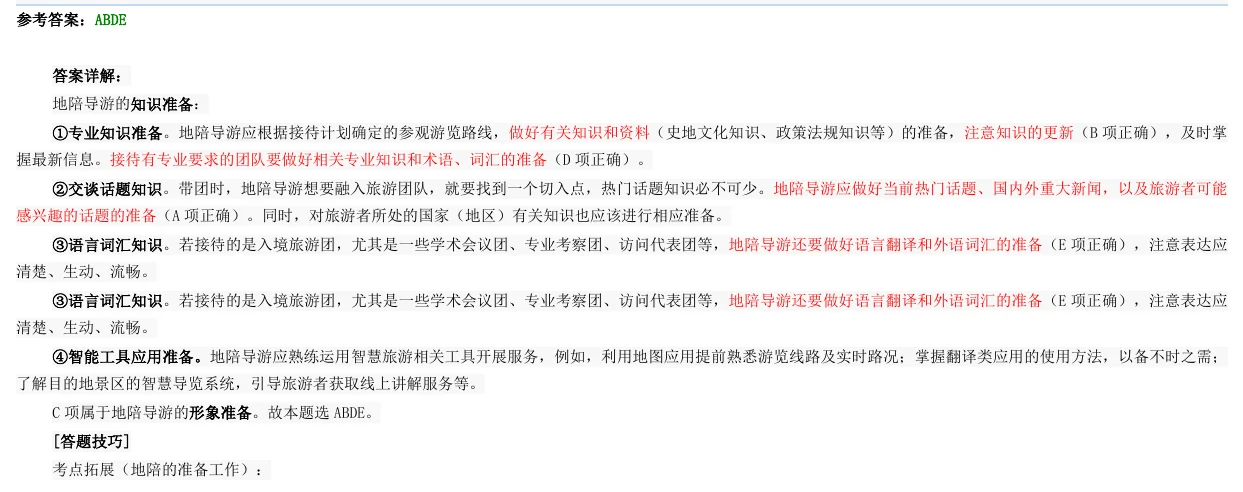 参考答案：ABDE
答案详解：
地陪导游的知识准备：
①专业知识准备。地陪导游应根据接待计划确定的参观游览路线，做好有关知识和资料（史地文化知识、政策法规知识等）的准备，注意知识的更新（B 项正确），及时掌
握最新信息。接待有专业要求的团队要做好相关专业知识和术语、词汇的准备（D 项正确）。
②交谈话题知识。带团时，地陪导游想要融入旅游团队，就要找到一个切入点，热门话题知识必不可少。地陪导游应做好当前热门话题、国内外重大新闻，以及旅游者可能
感兴趣的话题的准备（A 项正确）。同时，对旅游者所处的国家（地区）有关知识也应该进行相应准备。
③语言词汇知识。若接待的是入境旅游团，尤其是一些学术会议团、专业考察团、访问代表团等，地陪导游还要做好语言翻译和外语词汇的准备（E 项正确），注意表达应
清楚、生动、流畅。
③语言词汇知识。若接待的是入境旅游团，尤其是一些学术会议团、专业考察团、访问代表团等，地陪导游还要做好语言翻译和外语词汇的准备（E 项正确），注意表达应
清楚、生动、流畅。
④智能工具应用准备。地陪导游应熟练运用智慧旅游相关工具开展服务，例如，利用地图应用提前熟悉游览线路及实时路况；掌握翻译类应用的使用方法，以备不时之需；
了解目的地景区的智慧导览系统，引导旅游者获取线上讲解服务等。
C 项属于地陪导游的形象准备。故本题选 ABDE。
[答题技巧]
考点拓展（地陪的准备工作）：